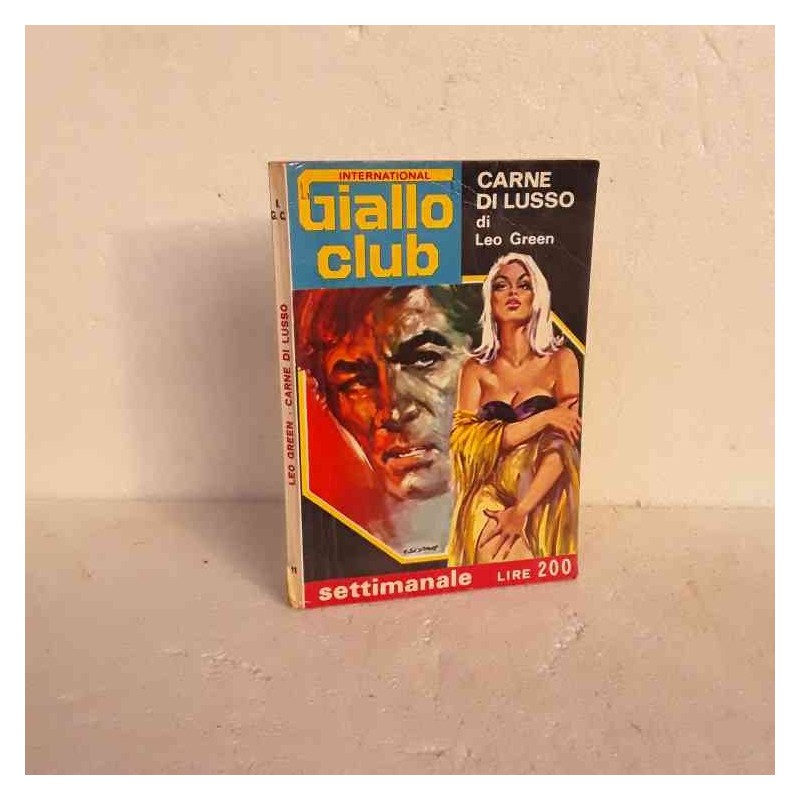 INTERNATIONAL
Giallo
club
CARNE
DI LUSSO
di
Leo Green
settimanale LIRE 200
I.
G. C.
LEO GREEN - CARNE DI LUSSO